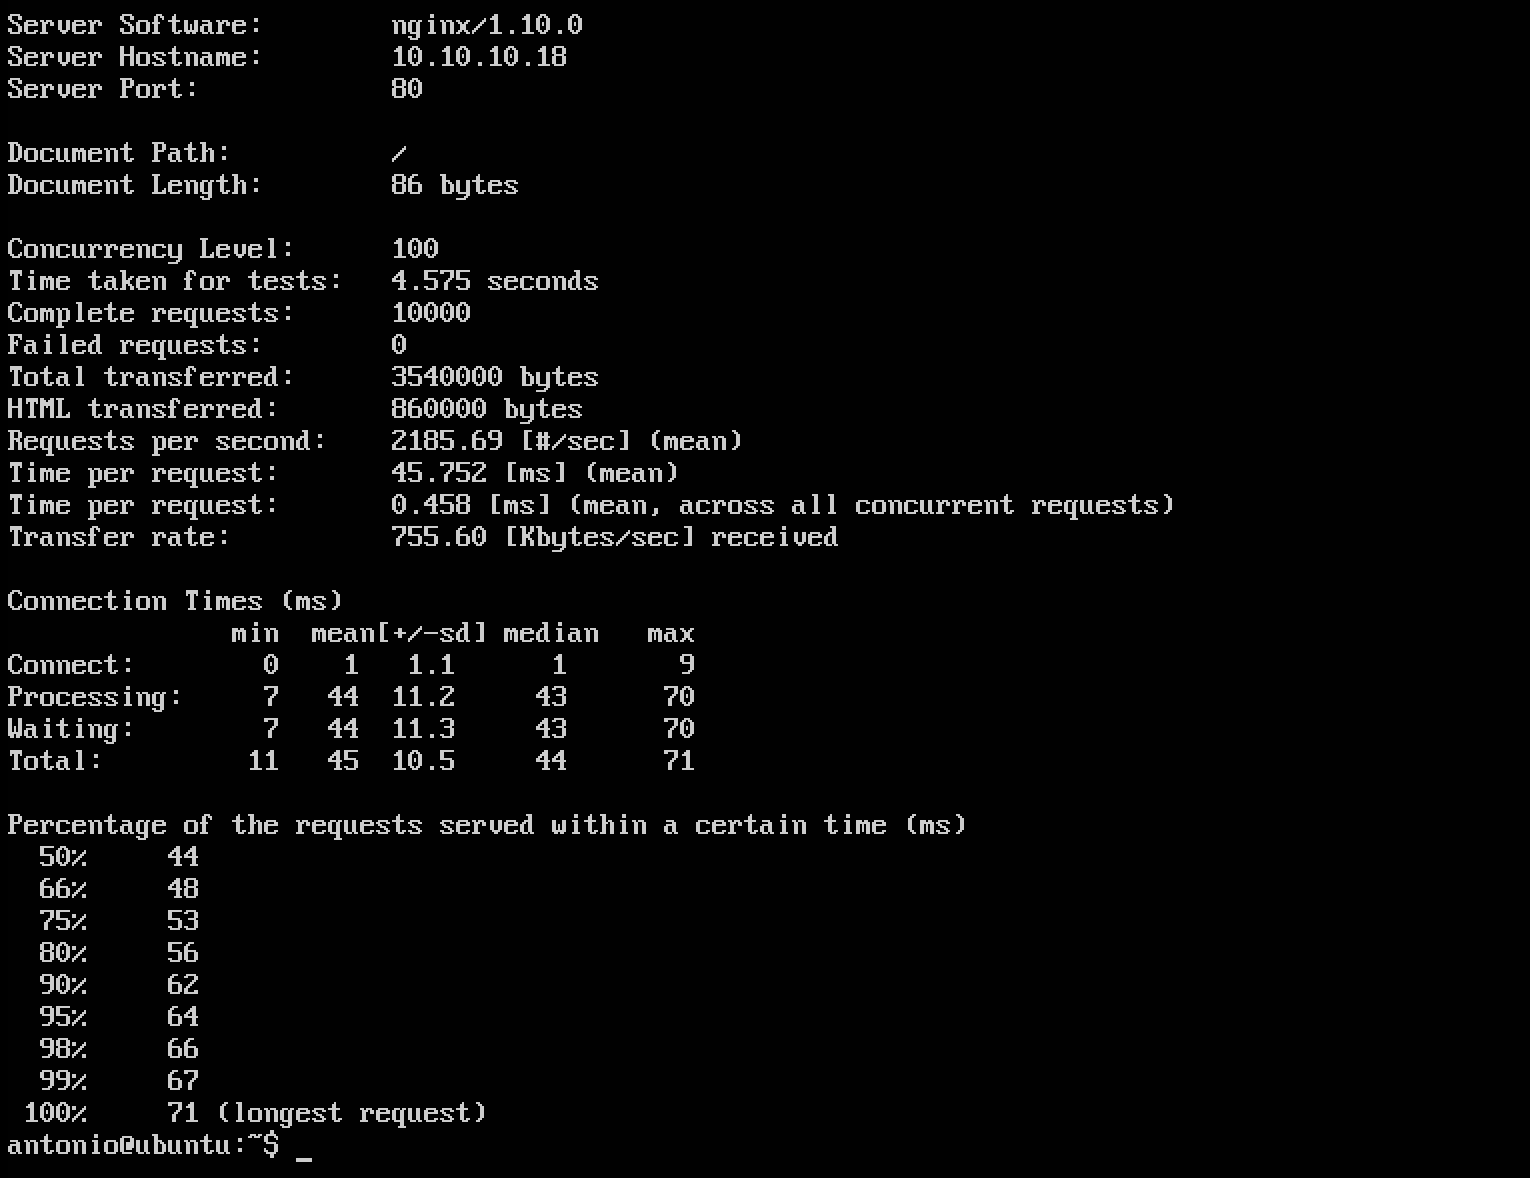 Server Software:        nginx/1.10.0
Server Hostname:        10.10.10.18
Server Port:            80
Document Path:          /
Document Length:        86 bytes
Concurrency Level:      100
Time taken for tests:   4.575 seconds
Complete requests:      10000
Failed requests:        0
Total transferred:      3540000 bytes
HTML transferred:       860000 bytes
Requests per second:    2185.69 [#/sec] (mean)
Time per request:       45.752 [ms] (mean)
Time per request:       0.458 [ms] (mean, across all concurrent requests)
Transfer rate:          755.60 [Kbytes/sec] received
Connection Times (ms)
              min  mean[+/-sd] median   max
Connect:        0    1   1.1      1       9
Processing:     7   44  11.2     43      70
Waiting:        7   44  11.3     43      70
Total:         11   45  10.5     44      71
Percentage of the requests served within a certain time (ms)
  50%     44
  66%     48
  75%     53
  80%     56
  90%     62
  95%     64
  98%     66
  99%     67
 100%     71 (longest request)
antonio@ubuntu:~$ _